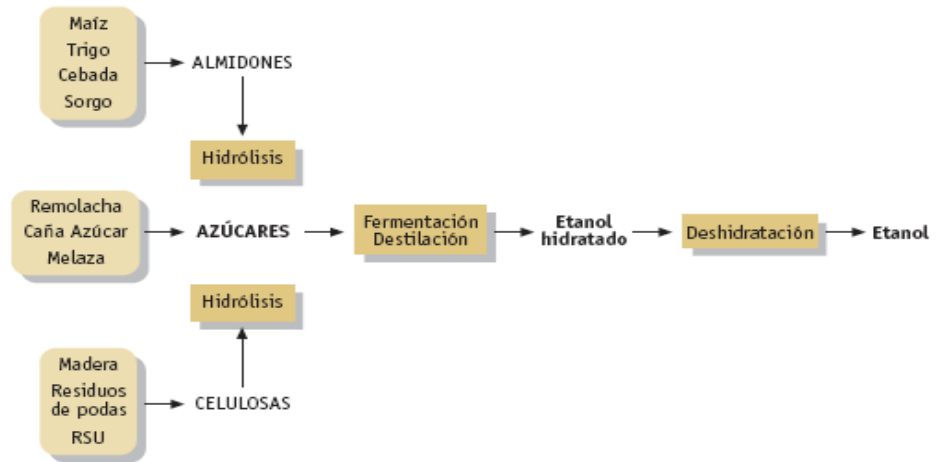 Maíz
Trigo
Cebada
Sorgo
ALMIDONES
Hidrólisis
Remolacha
Caña Azúcar
Melaza
AZÚCARES
Fermentación
Destilación
Etanol
hidratado
Deshidratación
Etanol
Hidrólisis
Madera
Residuos
de podas
RSU
CELULOSAS